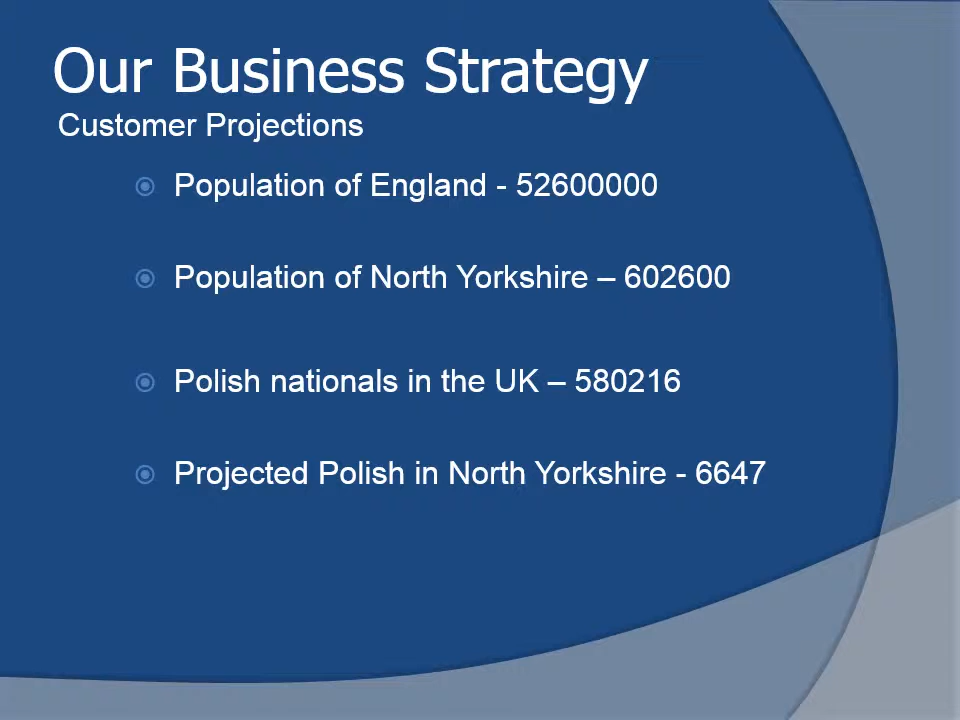 Our Business Strategy
Customer Projections
Population of England - 52600000
Population of North Yorkshire – 602600
Polish nationals in the UK – 580216
Projected Polish in North Yorkshire - 6647